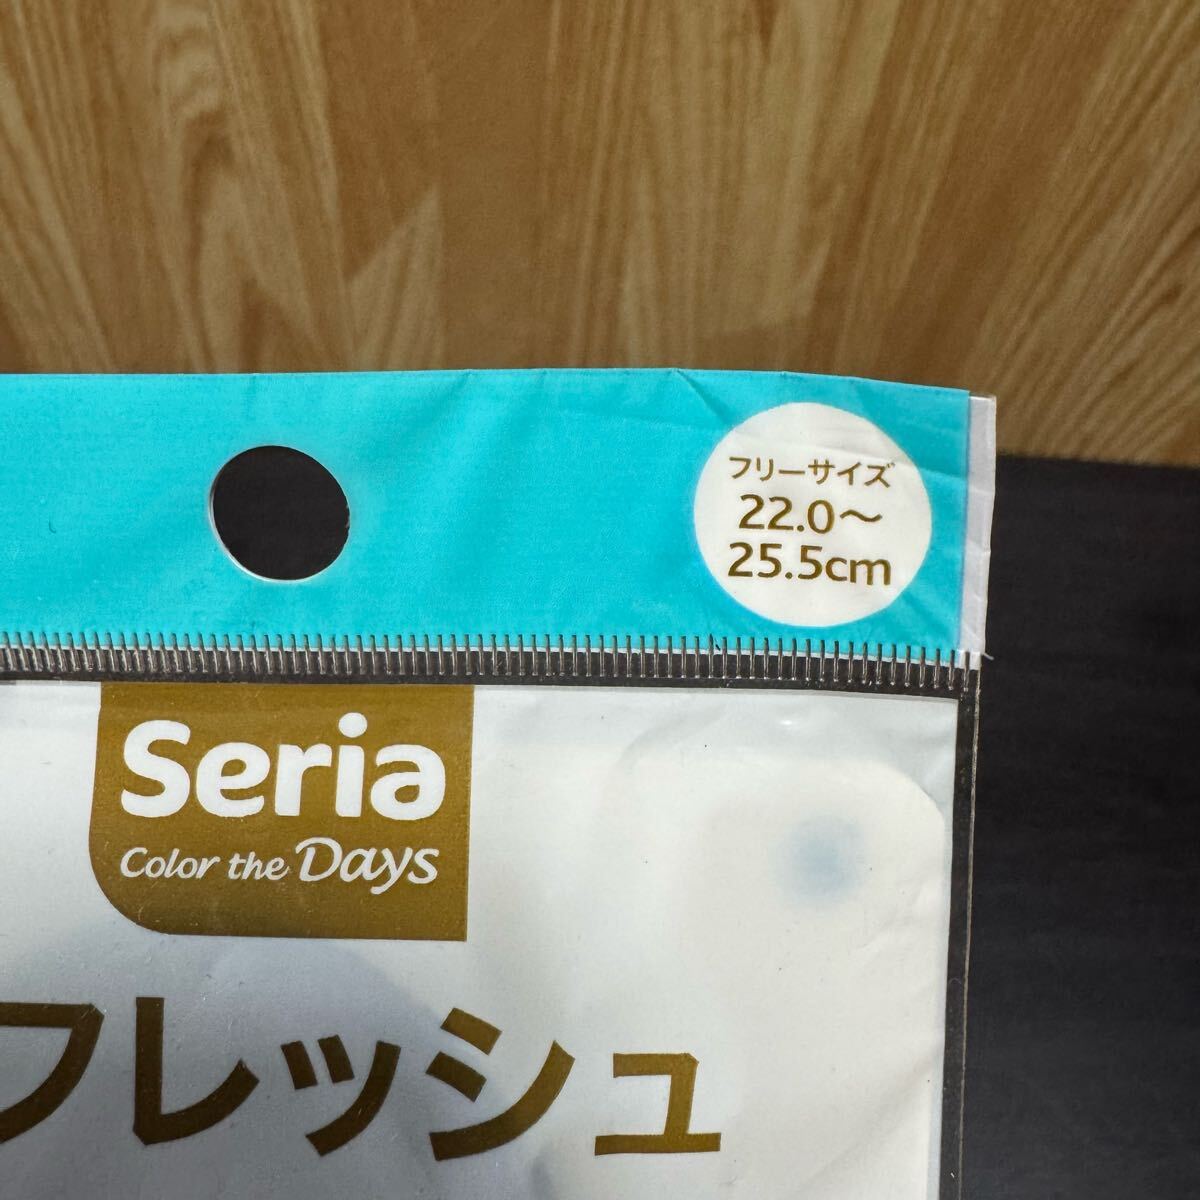 フリーサイズ
22.0～
25.5cm
Seria
Color the Days
フレッシュ